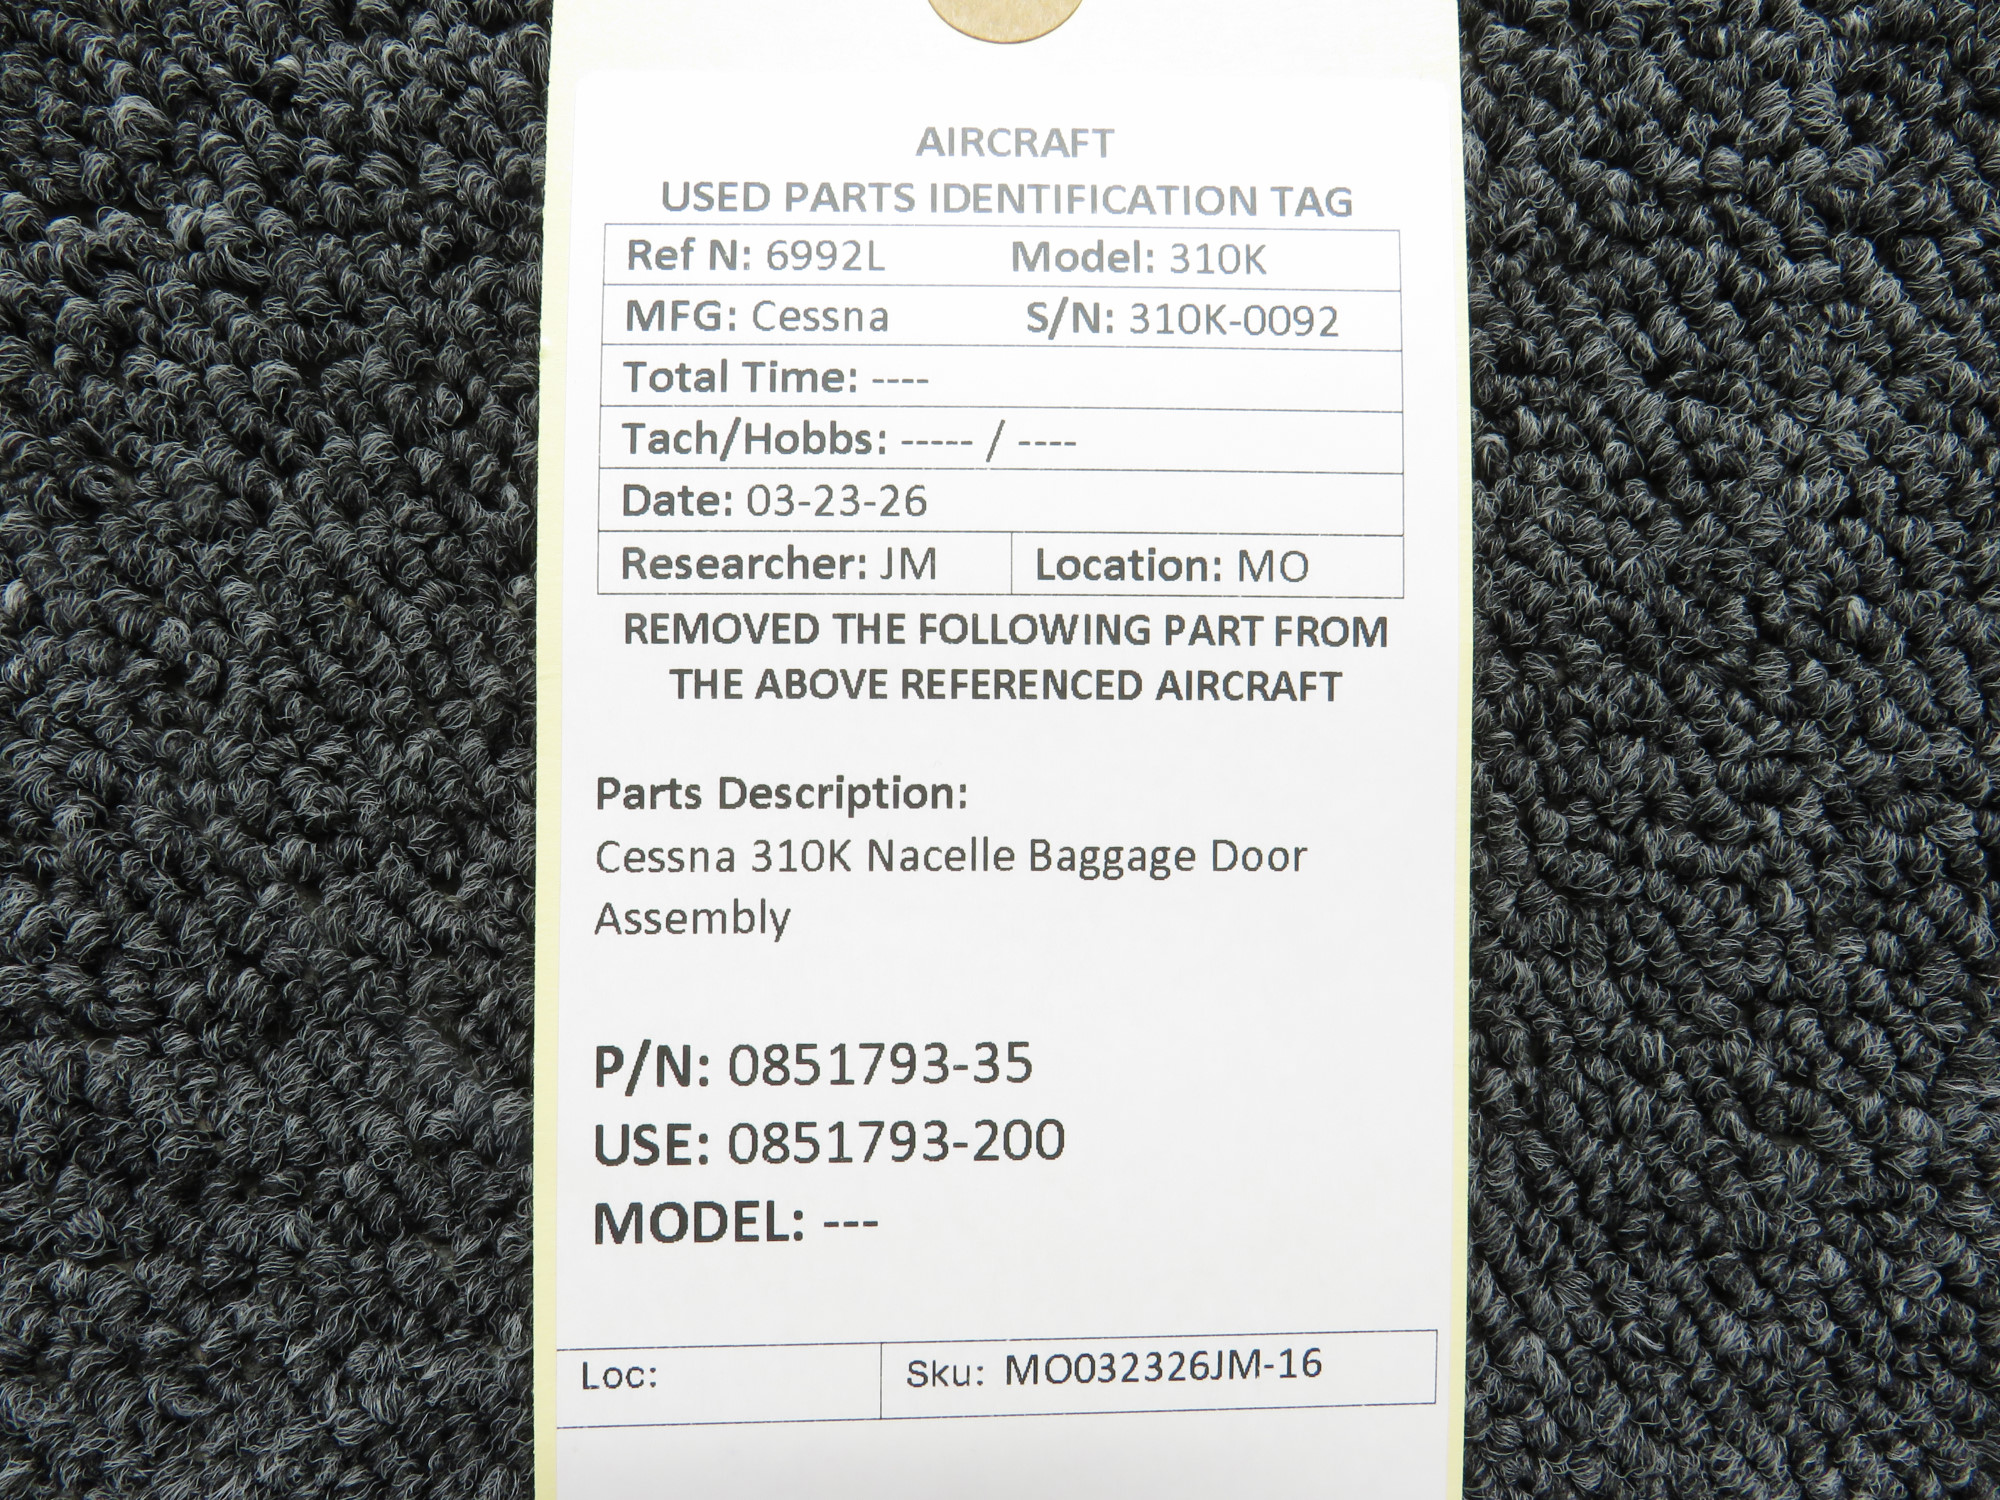 AIRCRAFT
USED PARTS IDENTIFICATION TAG
Ref N: 6992L Model: 310K
MFG: Cessna S/N: 310K-0092
Total Time: ----
Tach/Hobbs: ----- / ----
Date: 03-23-26
Researcher: JM Location: MO
REMOVED THE FOLLOWING PART FROM
THE ABOVE REFERENCED AIRCRAFT
Parts Description:
Cessna 310K Nacelle Baggage Door
Assembly
P/N: 0851793-35
USE: 0851793-200
MODEL: ---
Loc: Sku: MO032326JM-16